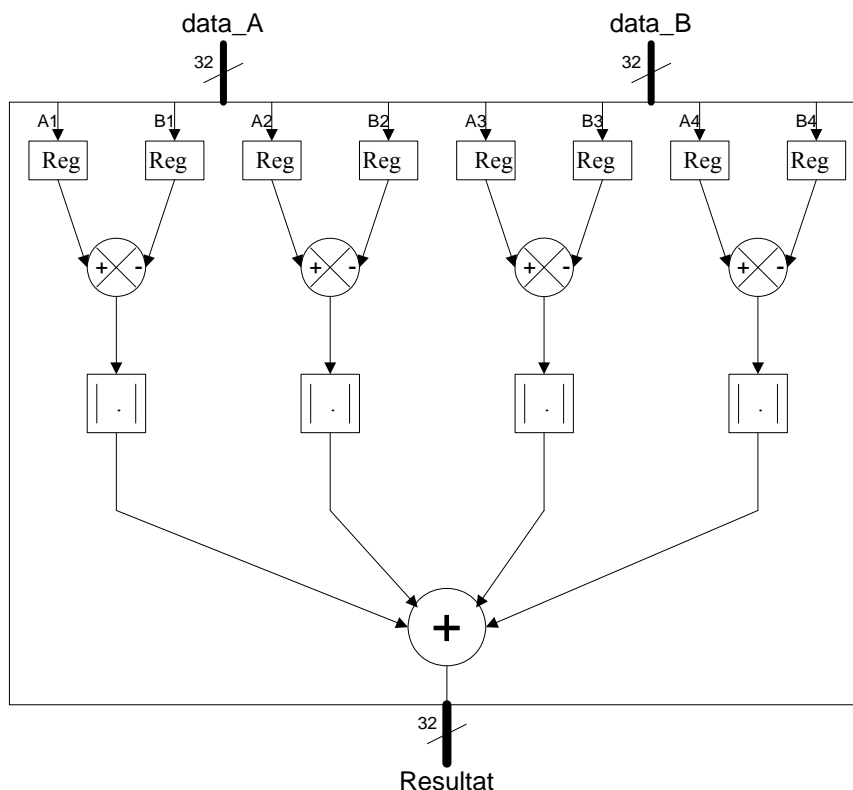 data_A data_B
32 32
A1 B1 A2 B2 A3 B3 A4 B4
Reg Reg Reg Reg Reg Reg Reg Reg
+ - + - + - + -
| . | | . | | . | | . |
+
32
Resultat